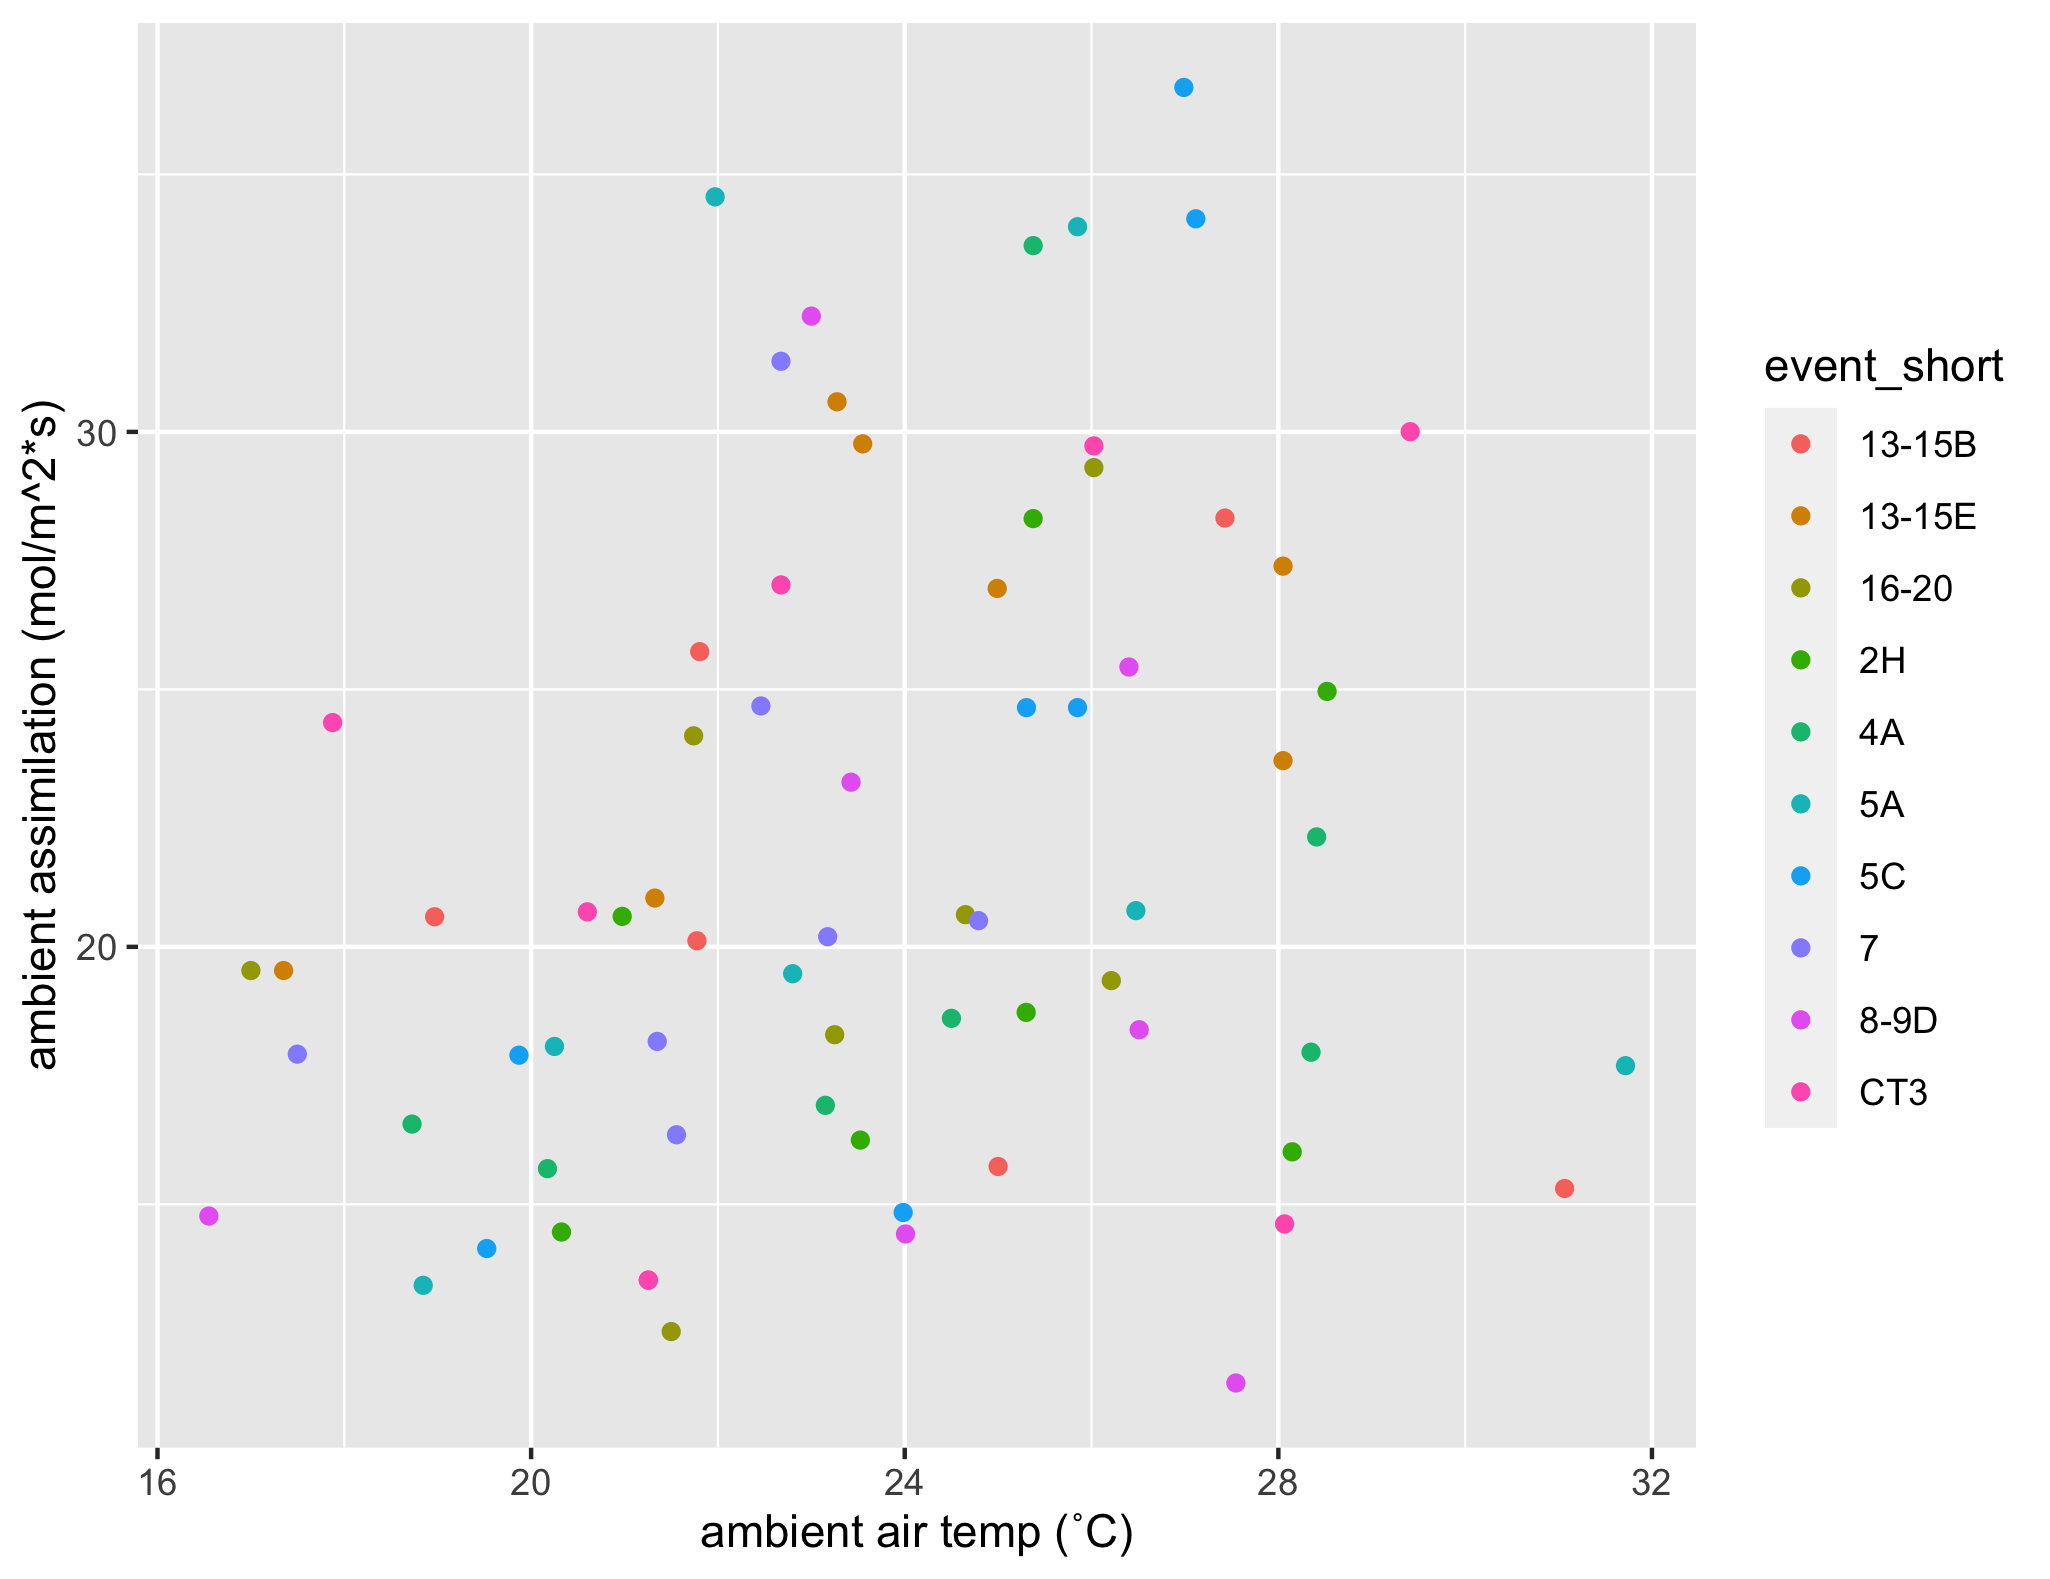 ambient assimilation (mol/m^2*s)
30
20
16 20 24 28 32
ambient air temp (˚C)
event_short
13-15B
13-15E
16-20
2H
4A
5A
5C
7
8-9D
CT3